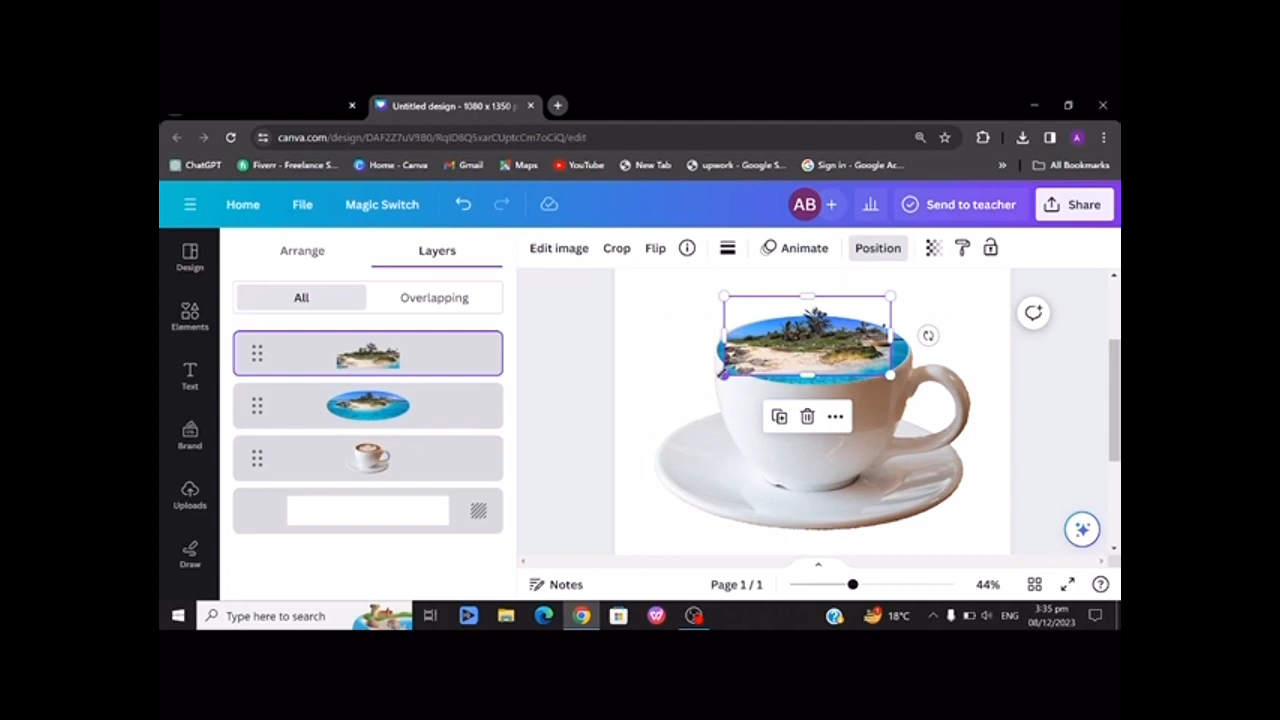 Untitled design - 1080 x 1350
canva.com/design/DAF2Z7uV9B0/RqID8Q5xarCUptcCm7oCiQ/edit
ChatGPT
Fiverr - Freelance S...
Home - Canva
Gmail
Maps
YouTube
New Tab
upwork - Google S...
Sign in - Google Ac...
»
All Bookmarks
Home
File
Magic Switch
AB
Send to teacher
Share
Design
Elements
Text
Brand
Uploads
Draw
Arrange
Layers
All
Overlapping
Edit image
Crop
Flip
Animate
Position
Notes
Page 1 / 1
44%
Type here to search
18°C
ENG
3:35 pm
08/12/2023